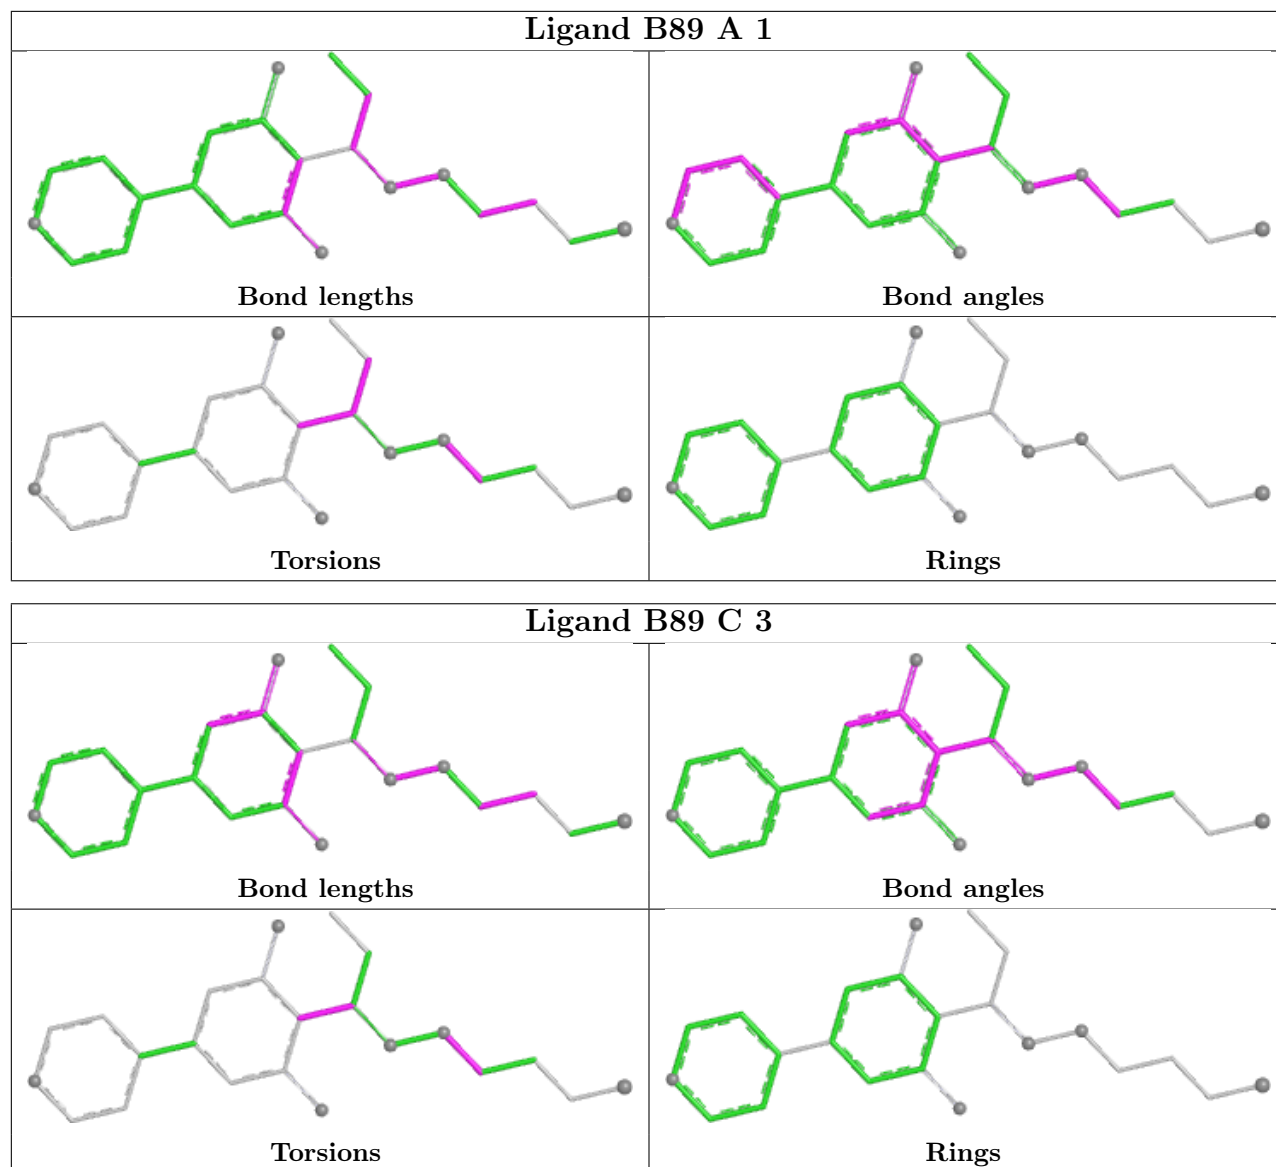 Ligand B89 A 1
Bond lengths
Bond angles
Torsions
Rings
Ligand B89 C 3
Bond lengths
Bond angles
Torsions
Rings